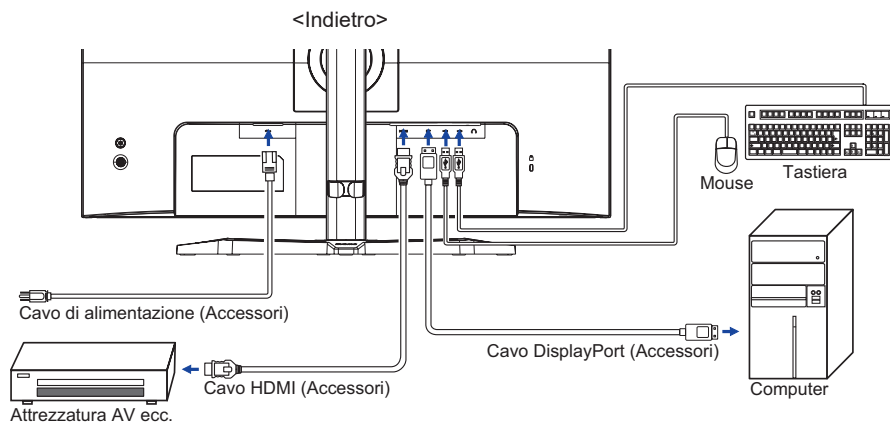 <Indietro>
Mouse
Tastiera
Cavo di alimentazione (Accessori)
Cavo DisplayPort (Accessori)
Cavo HDMI (Accessori)
Computer
Attrezzatura AV ecc.